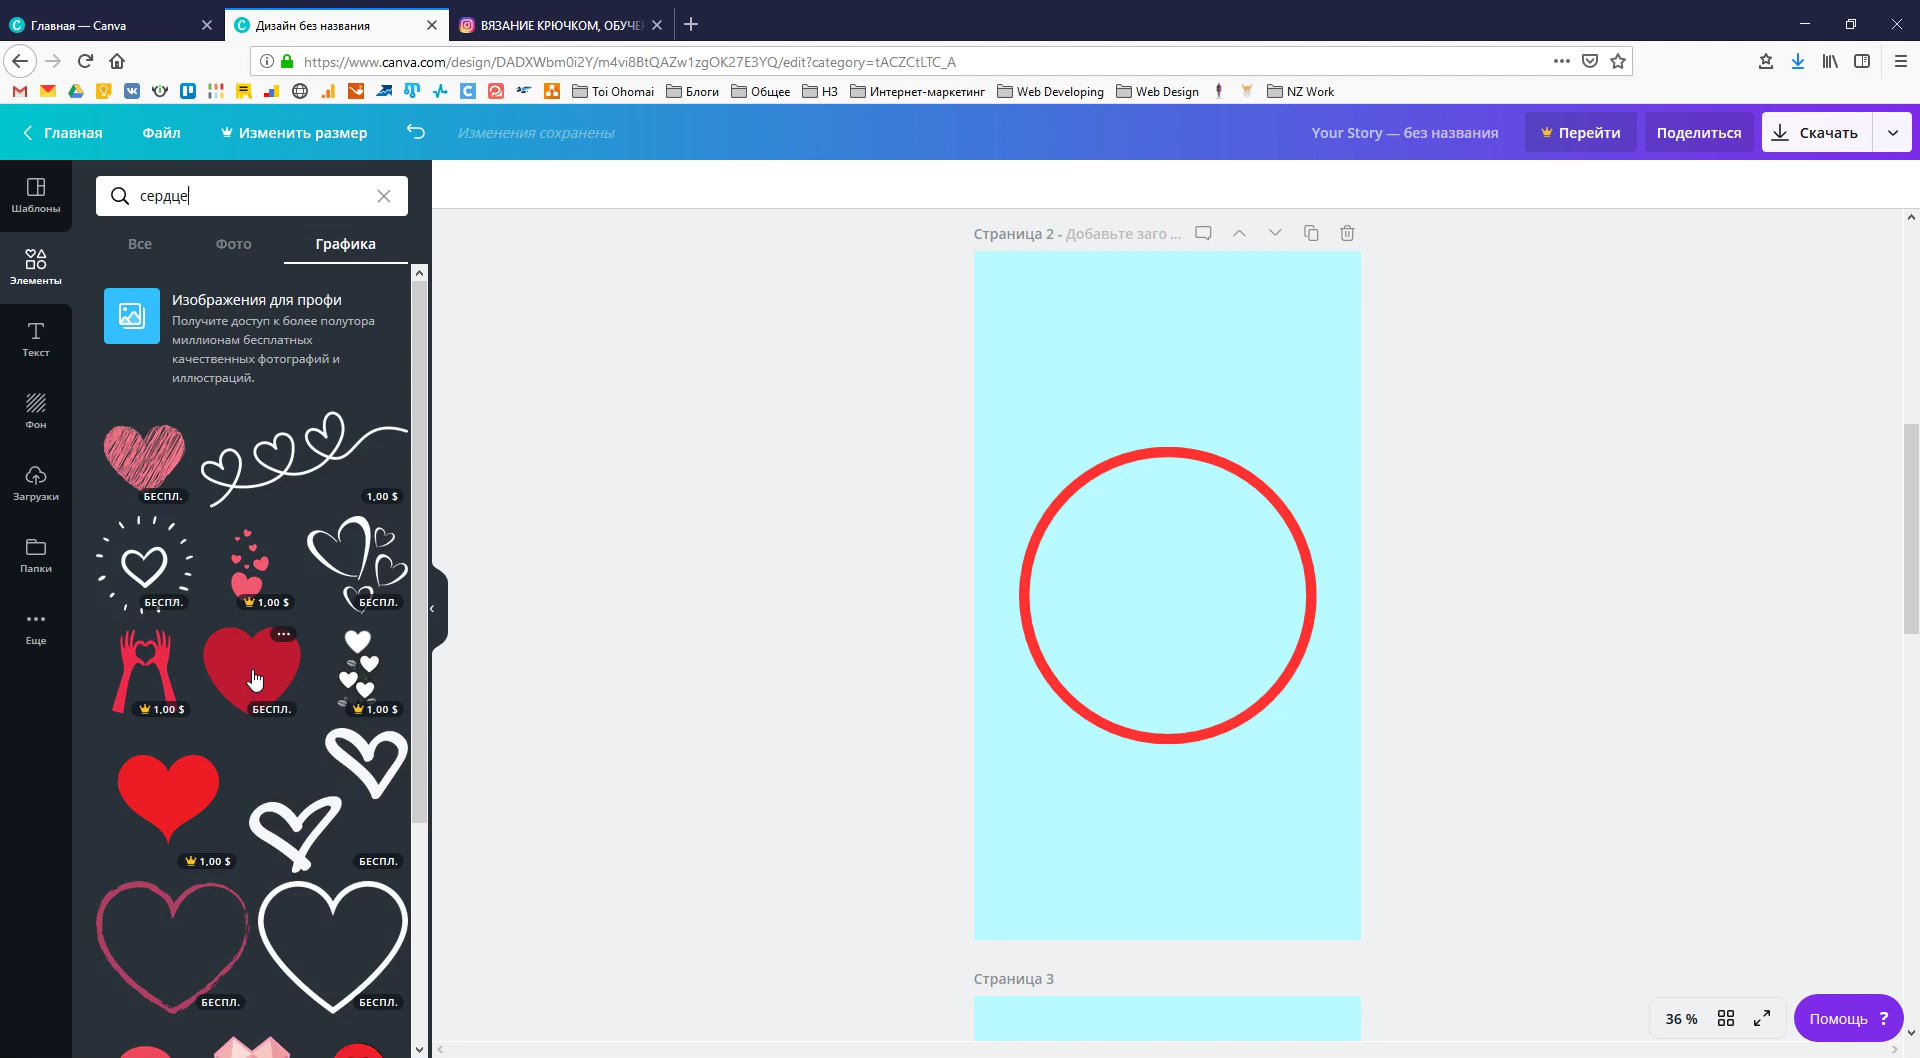 Главная — Canva
Дизайн без названия
ВЯЗАНИЕ КРЮЧКОМ, ОБУЧЕ
https://www.canva.com/design/DADXWbm0i2Y/m4vi8BtQAZw1zgOK27E3YQ/edit?category=tACZCtLTC_A
Toi Ohomai
Блоги
Общее
НЗ
Интернет-маркетинг
Web Developing
Web Design
NZ Work
Главная
Файл
Изменить размер
Изменения сохранены
Your Story — без названия
Перейти
Поделиться
Скачать
Шаблоны
Элементы
Текст
Фон
Загрузки
Папки
Еще
сердце
Все
Фото
Графика
Изображения для профи
Получите доступ к более полутора
миллионам бесплатных
качественных фотографий и
иллюстраций.
БЕСПЛ.
1,00 $
БЕСПЛ.
1,00 $
БЕСПЛ.
1,00 $
БЕСПЛ.
1,00 $
1,00 $
БЕСПЛ.
БЕСПЛ.
БЕСПЛ.
Страница 2 - Добавьте заго ...
Страница 3
36 %
Помощь ?